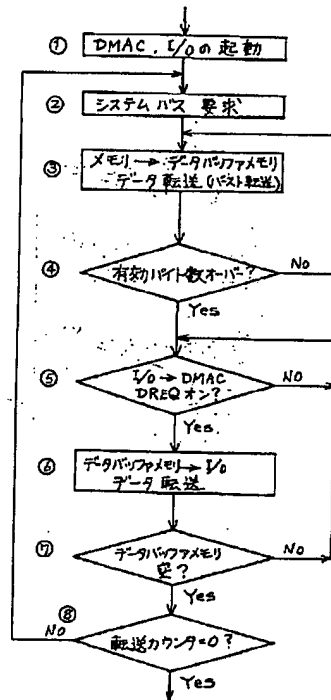 ① DMAC, I/Oの起動
② システムバス 要求
③ メモリ → データバッファメモリ
データ転送(バースト転送)
④ 有効バイト数オーバー? No
Yes
⑤ I/O → DMAC No
DREQオン?
Yes
⑥ データバッファメモリ → I/O
データ転送
⑦ データバッファメモリ No
空?
Yes
⑧
No 転送カウンタ=0?
Yes